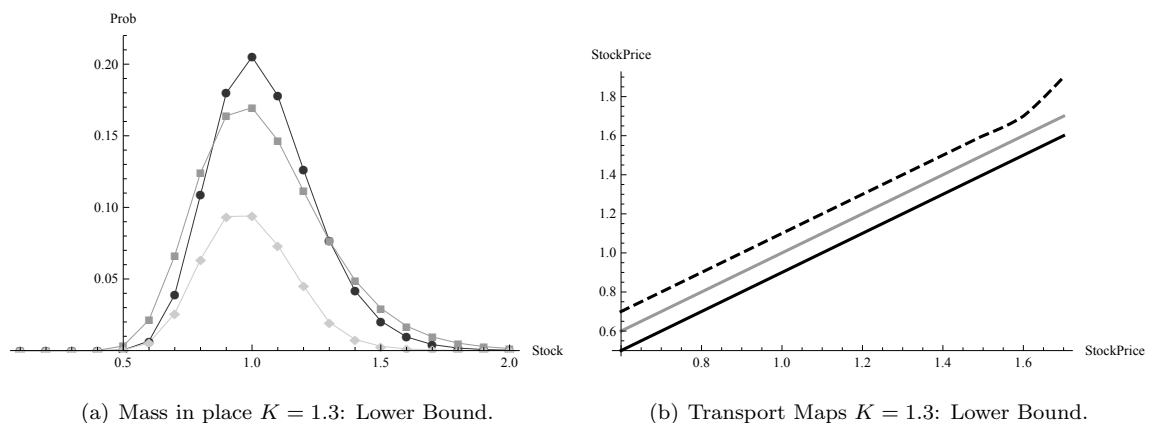 Prob
0.20
0.15
0.10
0.05
0.5 1.0 1.5 2.0 Stock
StockPrice
1.8
1.6
1.4
1.2
1.0
0.8
0.6
0.8 1.0 1.2 1.4 1.6 StockPrice
(a) Mass in place K = 1.3: Lower Bound.
(b) Transport Maps K = 1.3: Lower Bound.